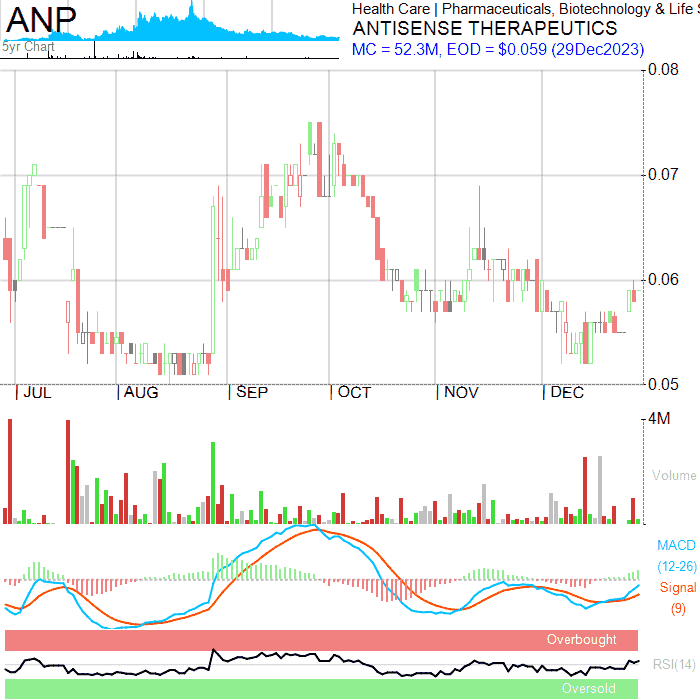 ANP
5yr Chart
Health Care | Pharmaceuticals, Biotechnology & Life S
ANTISENSE THERAPEUTICS
MC = 52.3M, EOD = $0.059 (29Dec2023)
0.08
0.07
0.06
0.05
JUL AUG SEP OCT NOV DEC
4M
Volume
MACD
(12-26)
Signal
(9)
Overbought
RSI(14)
Oversold